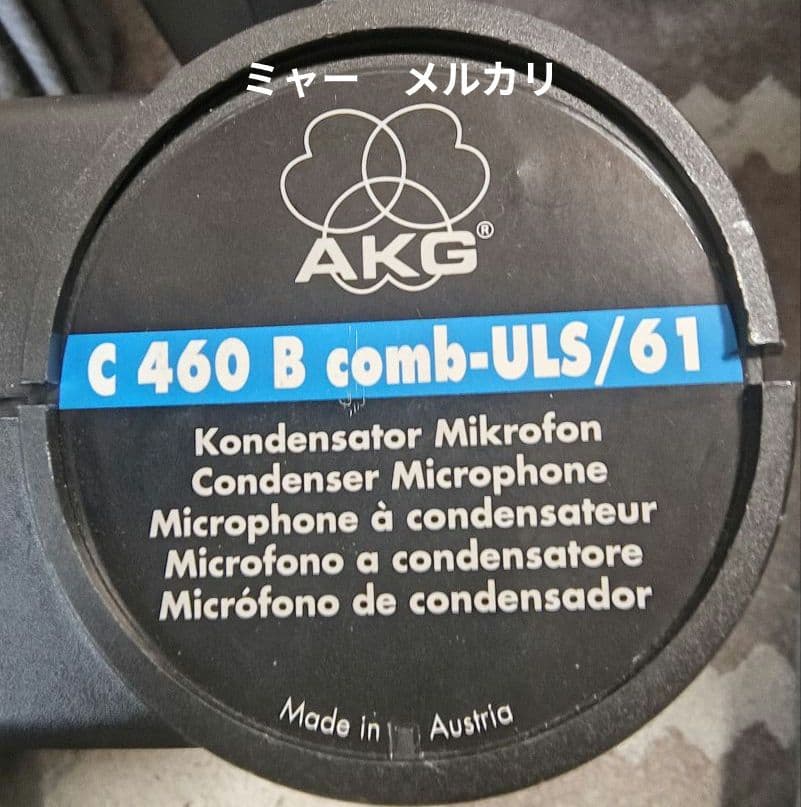 ミャー　メルカリ
AKG®
C 460 B comb-ULS/61
Kondensator Mikrofon
Condenser Microphone
Microphone à condensateur
Microfono a condensatore
Micrófono de condensador
Made in Austria